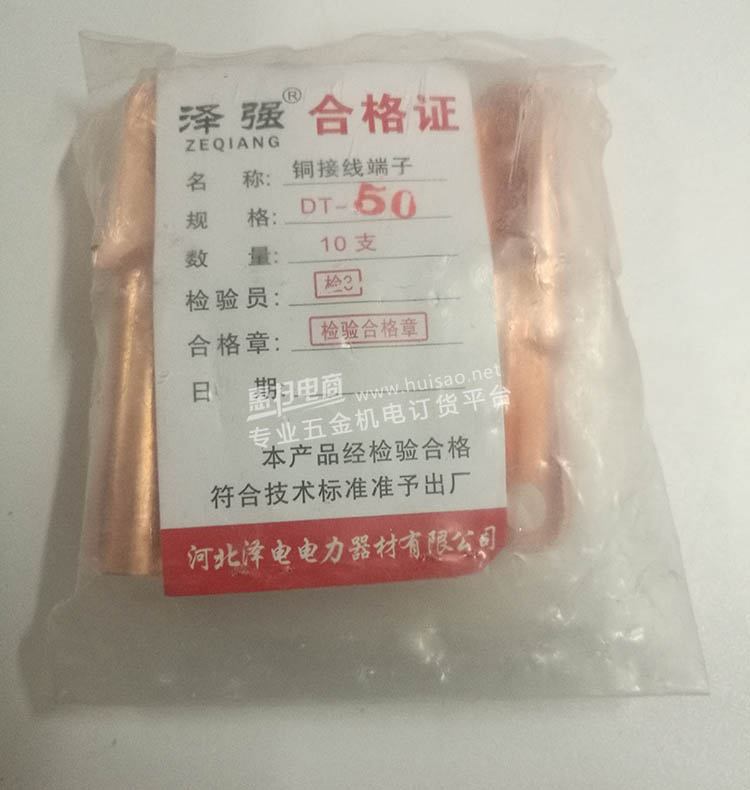 泽强® 合格证
ZEQIANG
名 称: 铜接线端子
规 格: DT-50
数 量: 10支
检验员: 检3
合格章: 检验合格章
日 期:
惠扫电商 www.huisao.net
专业五金机电订货平台
本产品经检验合格
符合技术标准准予出厂
河北泽电电力器材有限公司